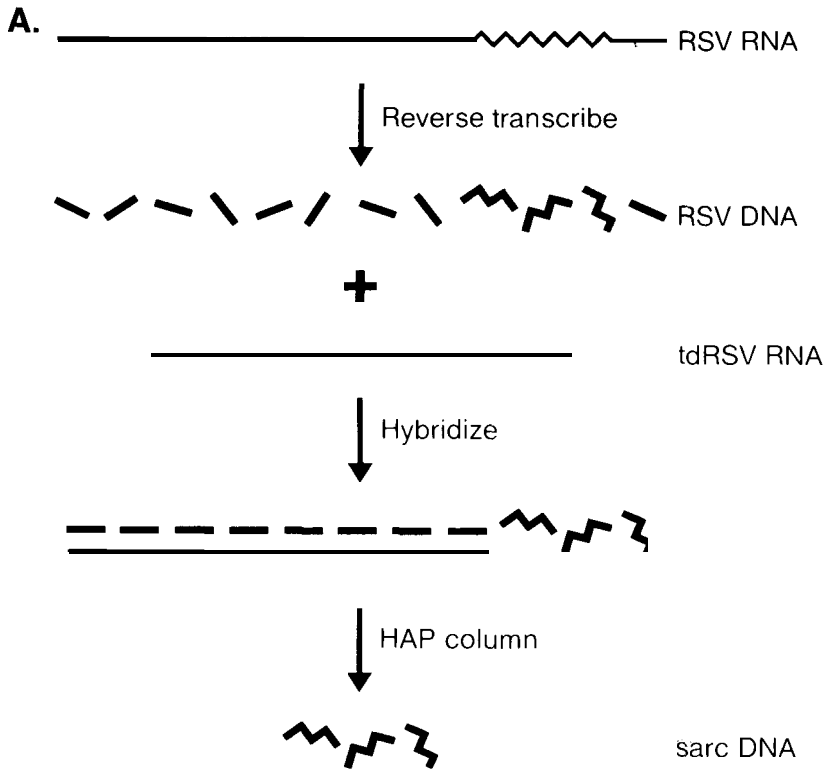 A.
RSV RNA
Reverse transcribe
RSV DNA
+
tdRSV RNA
Hybridize
HAP column
sarc DNA